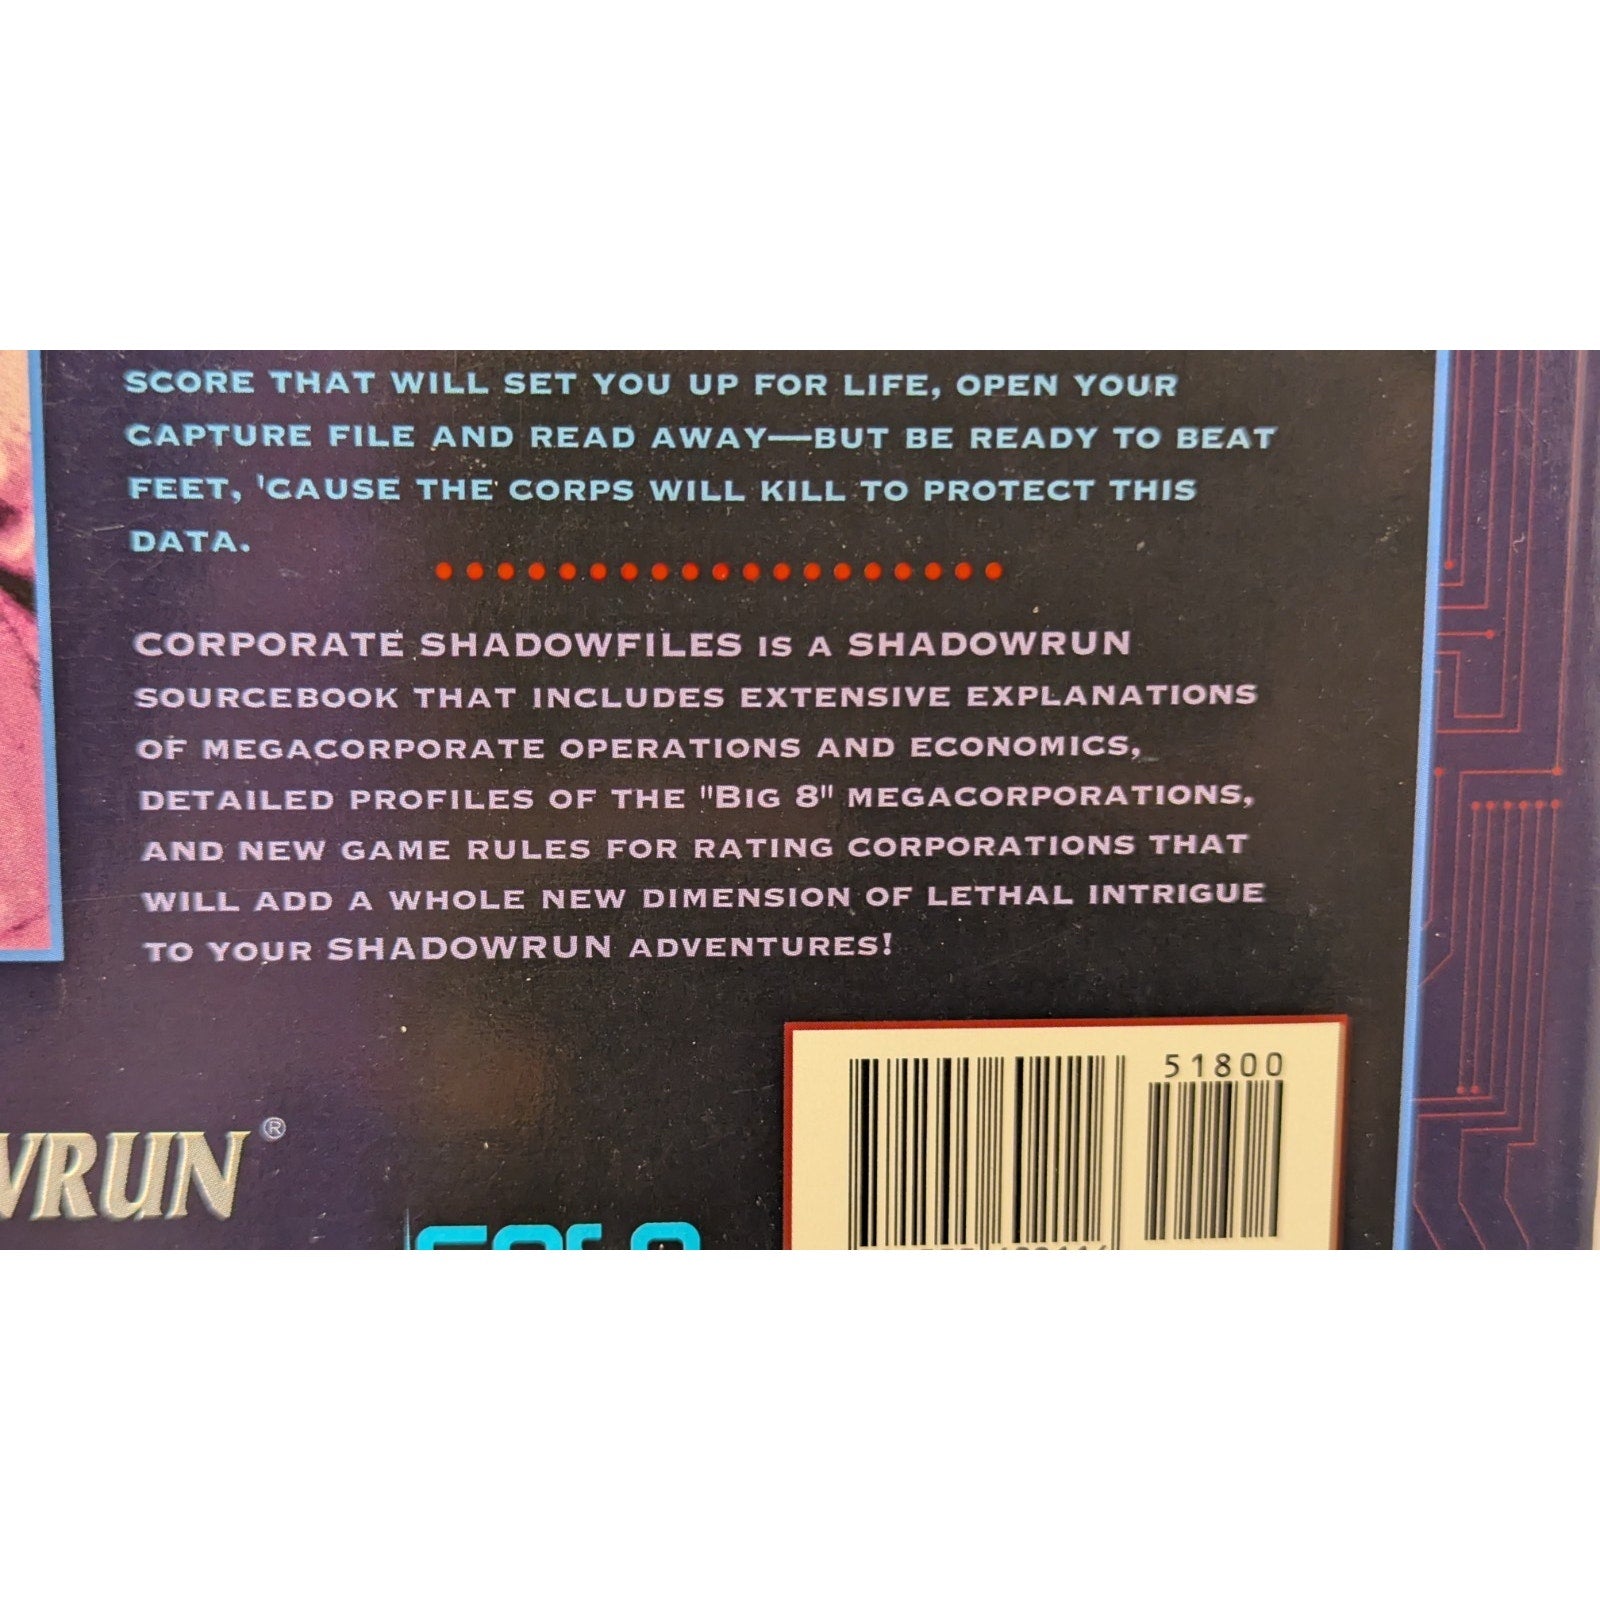 SCORE THAT WILL SET YOU UP FOR LIFE, OPEN YOUR
CAPTURE FILE AND READ AWAY—BUT BE READY TO BEAT
FEET, 'CAUSE THE CORPS WILL KILL TO PROTECT THIS
DATA.
CORPORATE SHADOWFILES IS A SHADOWRUN
SOURCEBOOK THAT INCLUDES EXTENSIVE EXPLANATIONS
OF MEGACORPORATE OPERATIONS AND ECONOMICS,
DETAILED PROFILES OF THE "BIG 8" MEGACORPORATIONS,
AND NEW GAME RULES FOR RATING CORPORATIONS THAT
WILL ADD A WHOLE NEW DIMENSION OF LETHAL INTRIGUE
TO YOUR SHADOWRUN ADVENTURES!
51800
WRUN®